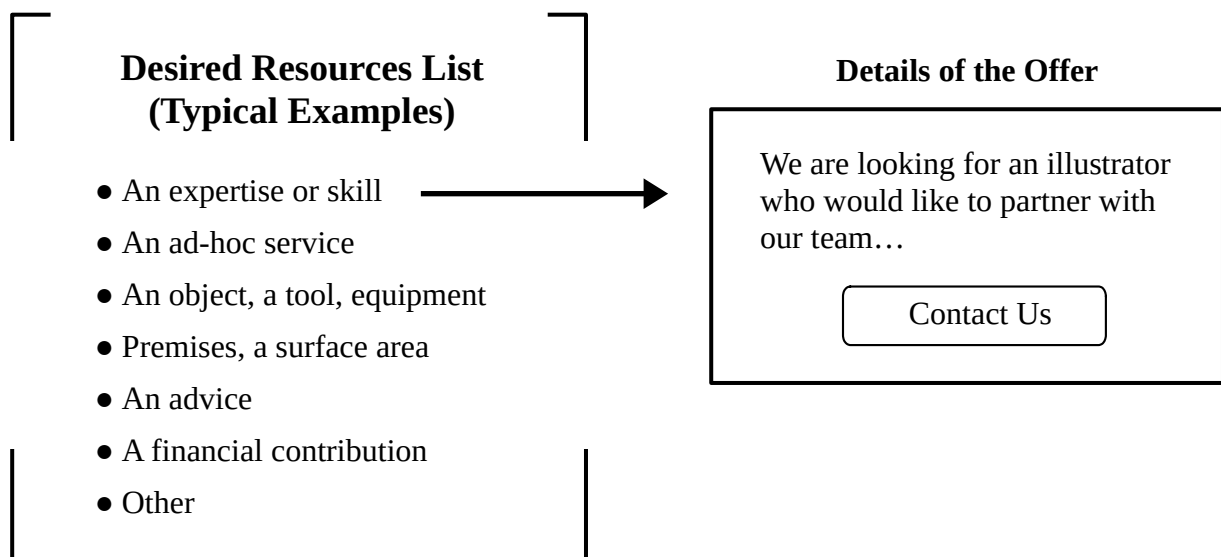 Desired Resources List
(Typical Examples)
● An expertise or skill
● An ad-hoc service
● An object, a tool, equipment
● Premises, a surface area
● An advice
● A financial contribution
● Other
Details of the Offer
We are looking for an illustrator
who would like to partner with
our team…
Contact Us